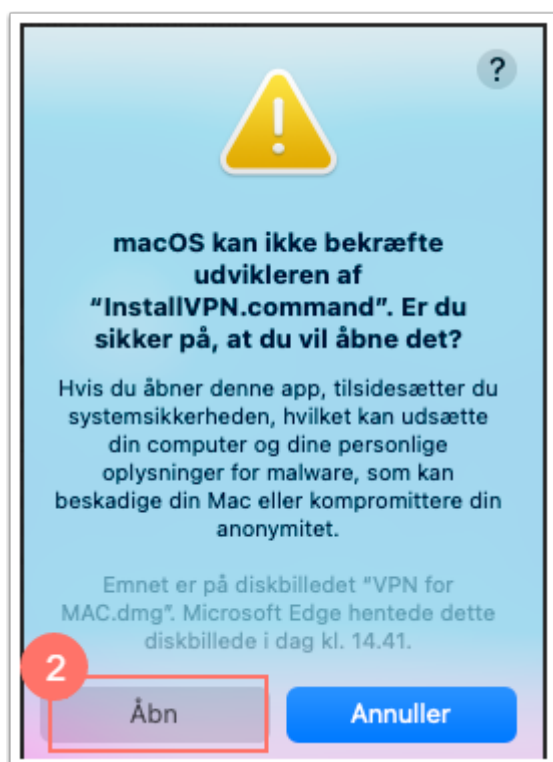 ?
macOS kan ikke bekræfte
udvikleren af
"InstallVPN.command". Er du
sikker på, at du vil åbne det?
Hvis du åbner denne app, tilsidesætter du
systemsikkerheden, hvilket kan udsætte
din computer og dine personlige
oplysninger for malware, som kan
beskadige din Mac eller kompromittere din
anonymitet.
Emnet er på diskbilledet "VPN for
MAC.dmg". Microsoft Edge hentede dette
diskbillede i dag kl. 14.41.
2
Åbn
Annuller